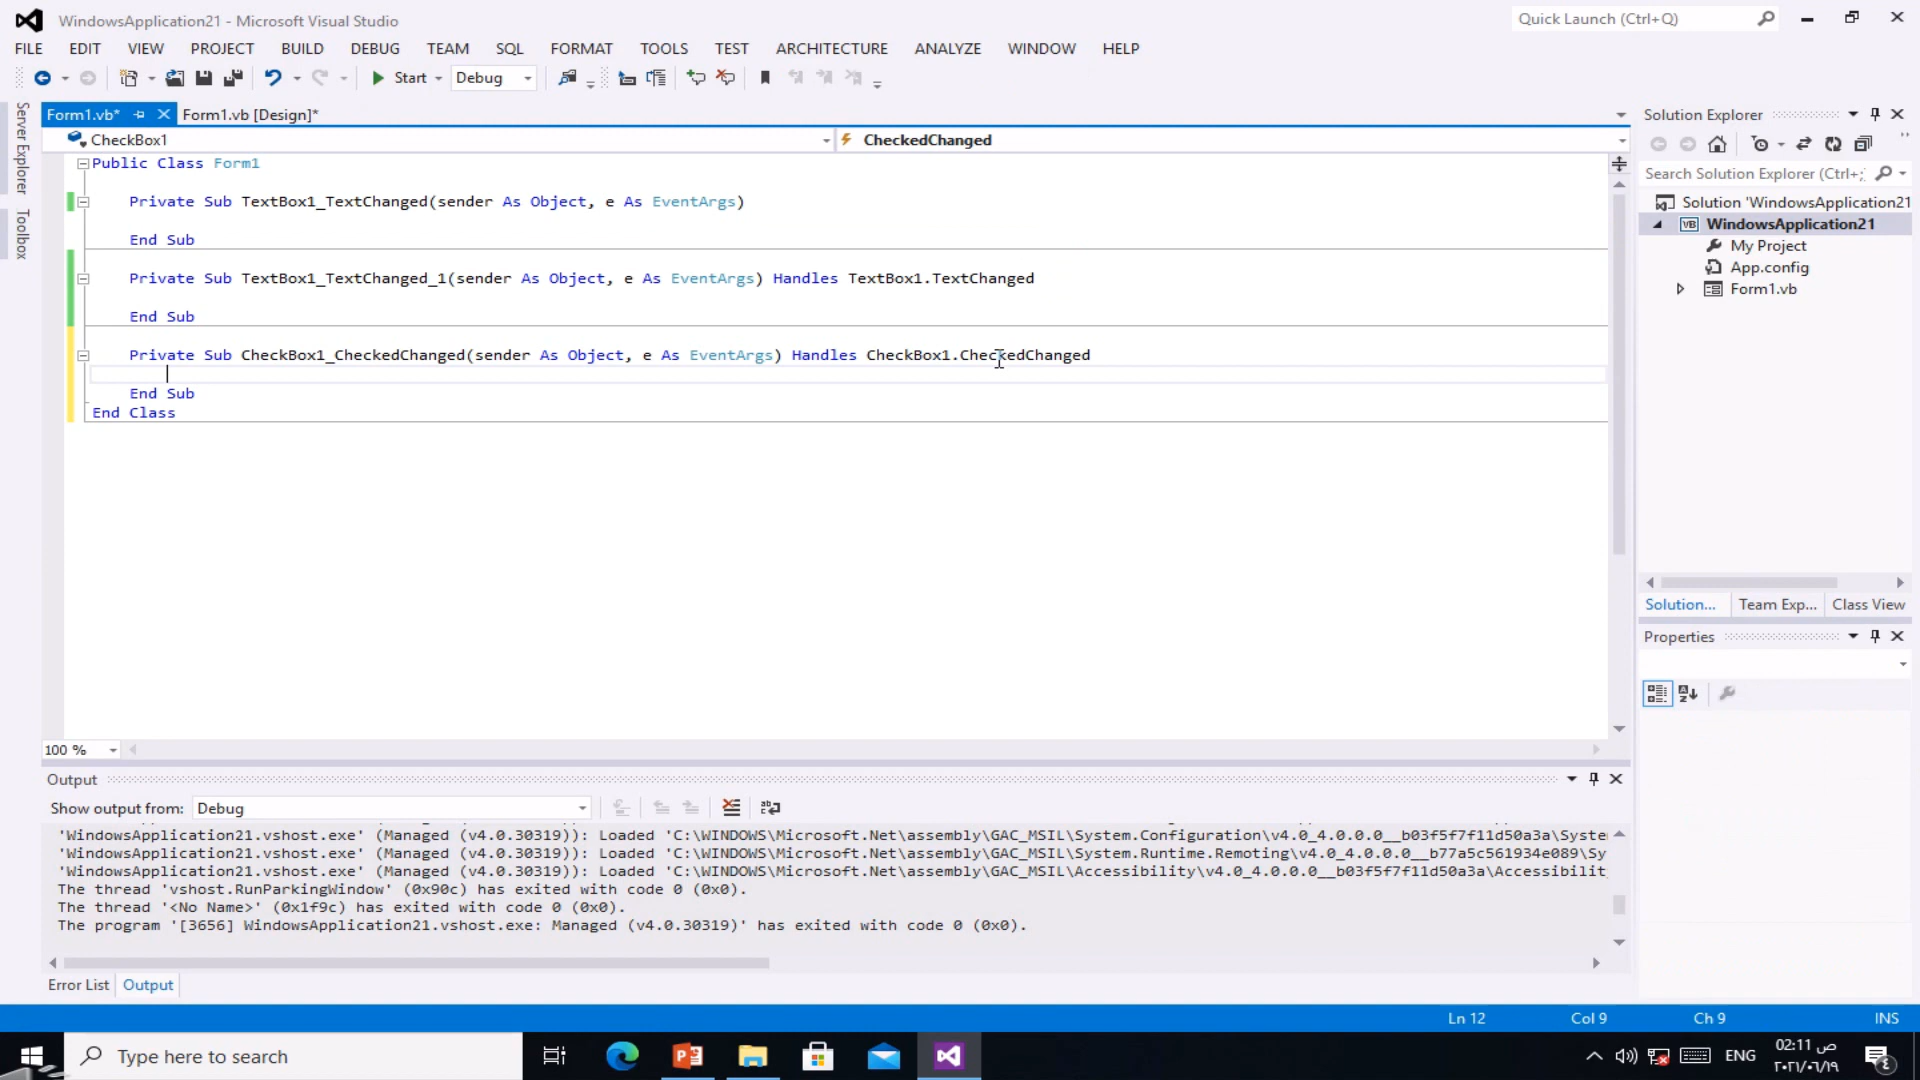 WindowsApplication21 - Microsoft Visual Studio
Quick Launch (Ctrl+Q)
FILE EDIT VIEW PROJECT BUILD DEBUG TEAM SQL FORMAT TOOLS TEST ARCHITECTURE ANALYZE WINDOW HELP
Start Debug
Server Explorer
Toolbox
Form1.vb* Form1.vb [Design]*
CheckBox1 CheckedChanged
Public Class Form1
Private Sub TextBox1_TextChanged(sender As Object, e As EventArgs)
End Sub
Private Sub TextBox1_TextChanged_1(sender As Object, e As EventArgs) Handles TextBox1.TextChanged
End Sub
Private Sub CheckBox1_CheckedChanged(sender As Object, e As EventArgs) Handles CheckBox1.CheckedChanged
End Sub
End Class
100 %
Solution Explorer
Search Solution Explorer (Ctrl+;
Solution 'WindowsApplication21
VB WindowsApplication21
My Project
App.config
Form1.vb
Solution... Team Exp... Class View
Properties
Output
Show output from: Debug
'WindowsApplication21.vshost.exe' (Managed (v4.0.30319)): Loaded 'C:\WINDOWS\Microsoft.Net\assembly\GAC_MSIL\System.Configuration\v4.0_4.0.0.0__b03f5f7f11d50a3a\Syste
'WindowsApplication21.vshost.exe' (Managed (v4.0.30319)): Loaded 'C:\WINDOWS\Microsoft.Net\assembly\GAC_MSIL\System.Runtime.Remoting\v4.0_4.0.0.0__b77a5c561934e089\Sy
'WindowsApplication21.vshost.exe' (Managed (v4.0.30319)): Loaded 'C:\WINDOWS\Microsoft.Net\assembly\GAC_MSIL\Accessibility\v4.0_4.0.0.0__b03f5f7f11d50a3a\Accessibilit
The thread 'vshost.RunParkingWindow' (0x90c) has exited with code 0 (0x0).
The thread '<No Name>' (0x1f9c) has exited with code 0 (0x0).
The program '[3656] WindowsApplication21.vshost.exe: Managed (v4.0.30319)' has exited with code 0 (0x0).
Error List Output
Ln 12 Col 9 Ch 9 INS
Type here to search
ENG
02:11 ص
٢٠٢١/٠٦/١٩
٤